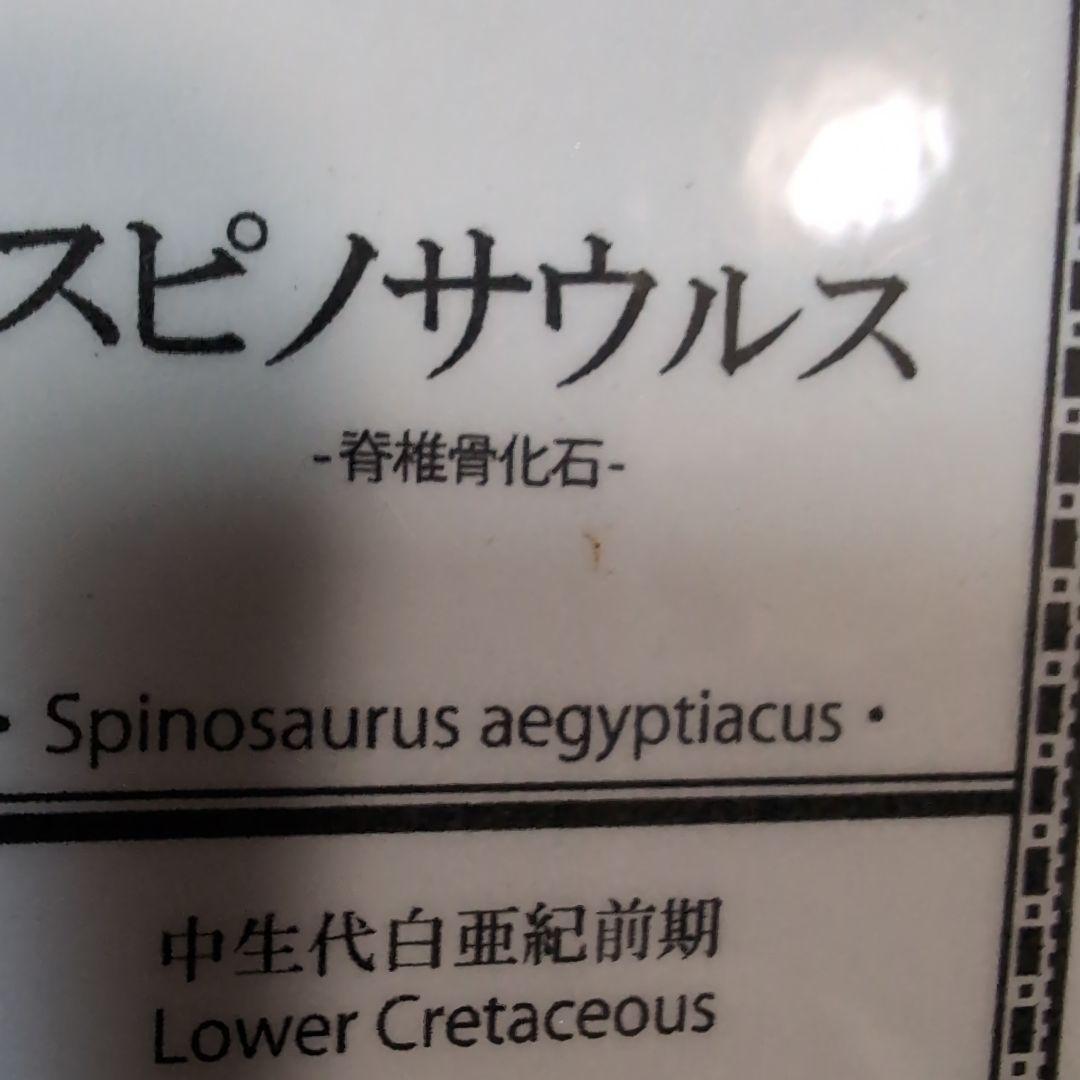 スピノサウルス
-脊椎骨化石-
• Spinosaurus aegyptiacus •
中生代白亜紀前期
Lower Cretaceous